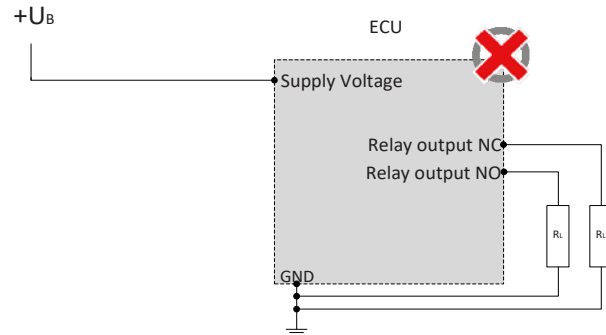 +UB
ECU
Supply Voltage
Relay output NC
Relay output NO
RL
RL
GND